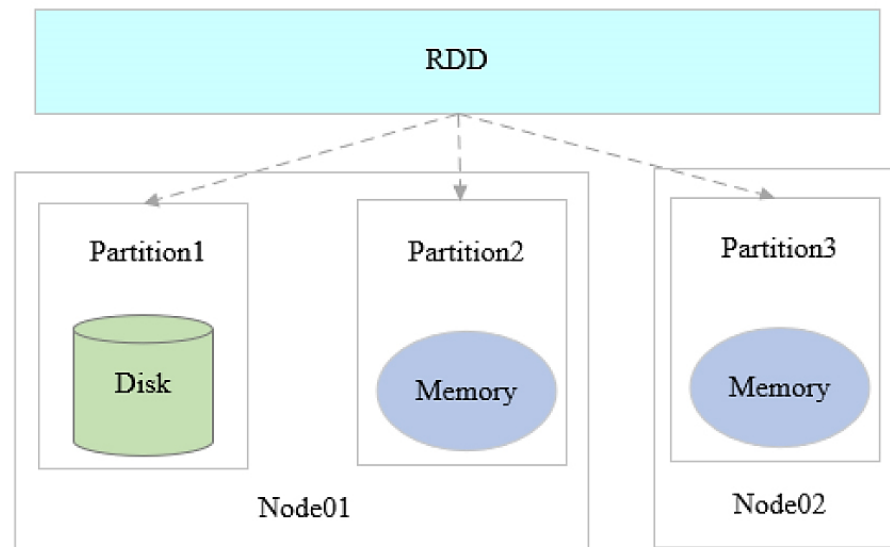 RDD
Partition1
Partition2
Partition3
Disk
Memory
Memory
Node01
Node02